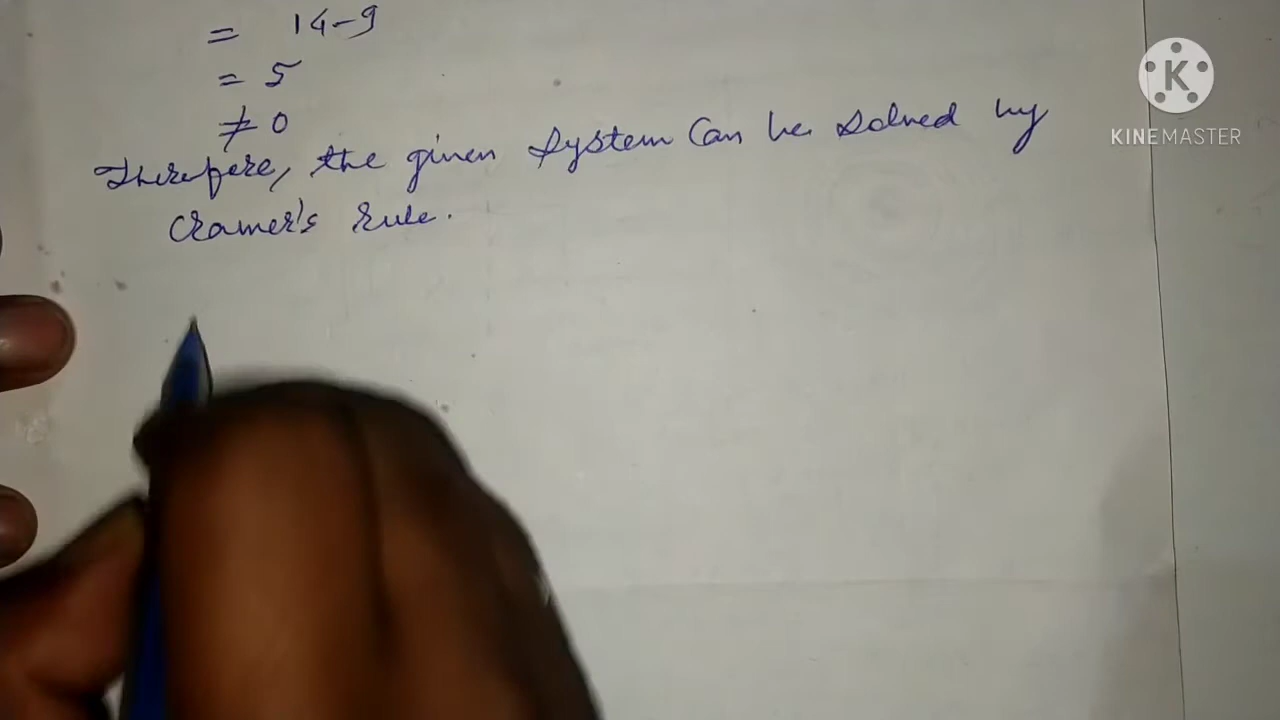 = 14-9
= 5
≠ 0
Therefore, the given system can be solved by
Cramer's rule.
K
KINEMASTER